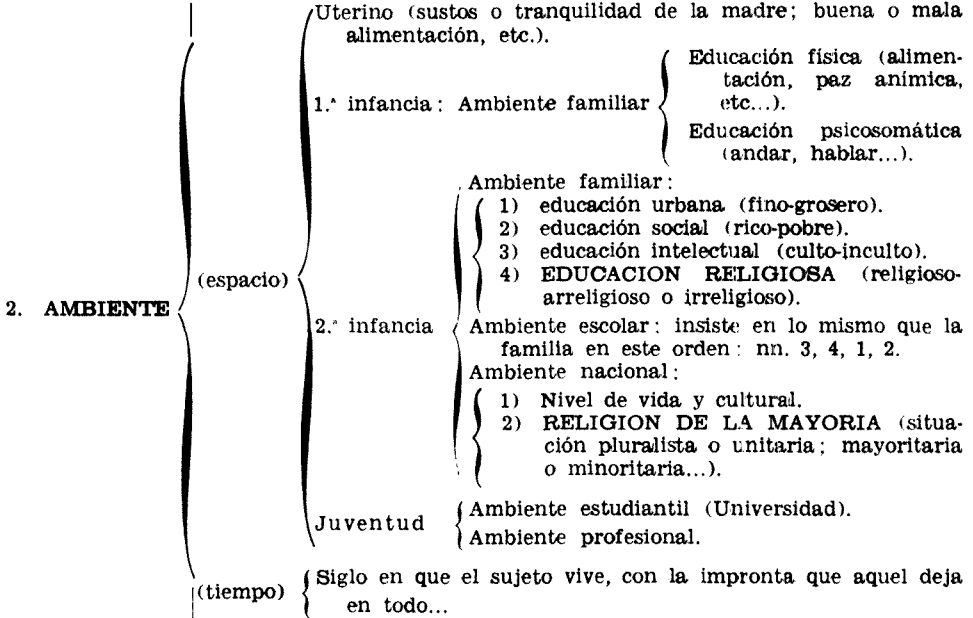 Uterino (sustos o tranquilidad de la madre; buena o mala
alimentación, etc.).
1.ª infancia: Ambiente familiar
Educación física (alimen-
tación, paz anímica,
etc...).
Educación psicosomática
(andar, hablar...).
2. AMBIENTE
(espacio)
2.ª infancia
Ambiente familiar:
1) educación urbana (fino-grosero).
2) educación social (rico-pobre).
3) educación intelectual (culto-inculto).
4) EDUCACION RELIGIOSA (religioso-
arreligioso o irreligioso).
Ambiente escolar: insiste en lo mismo que la
familia en este orden: nn. 3, 4, 1, 2.
Ambiente nacional:
1) Nivel de vida y cultural.
2) RELIGION DE LA MAYORIA (situa-
ción pluralista o unitaria; mayoritaria
o minoritaria...).
Juventud
Ambiente estudiantil (Universidad).
Ambiente profesional.
(tiempo)
Siglo en que el sujeto vive, con la impronta que aquel deja
en todo...